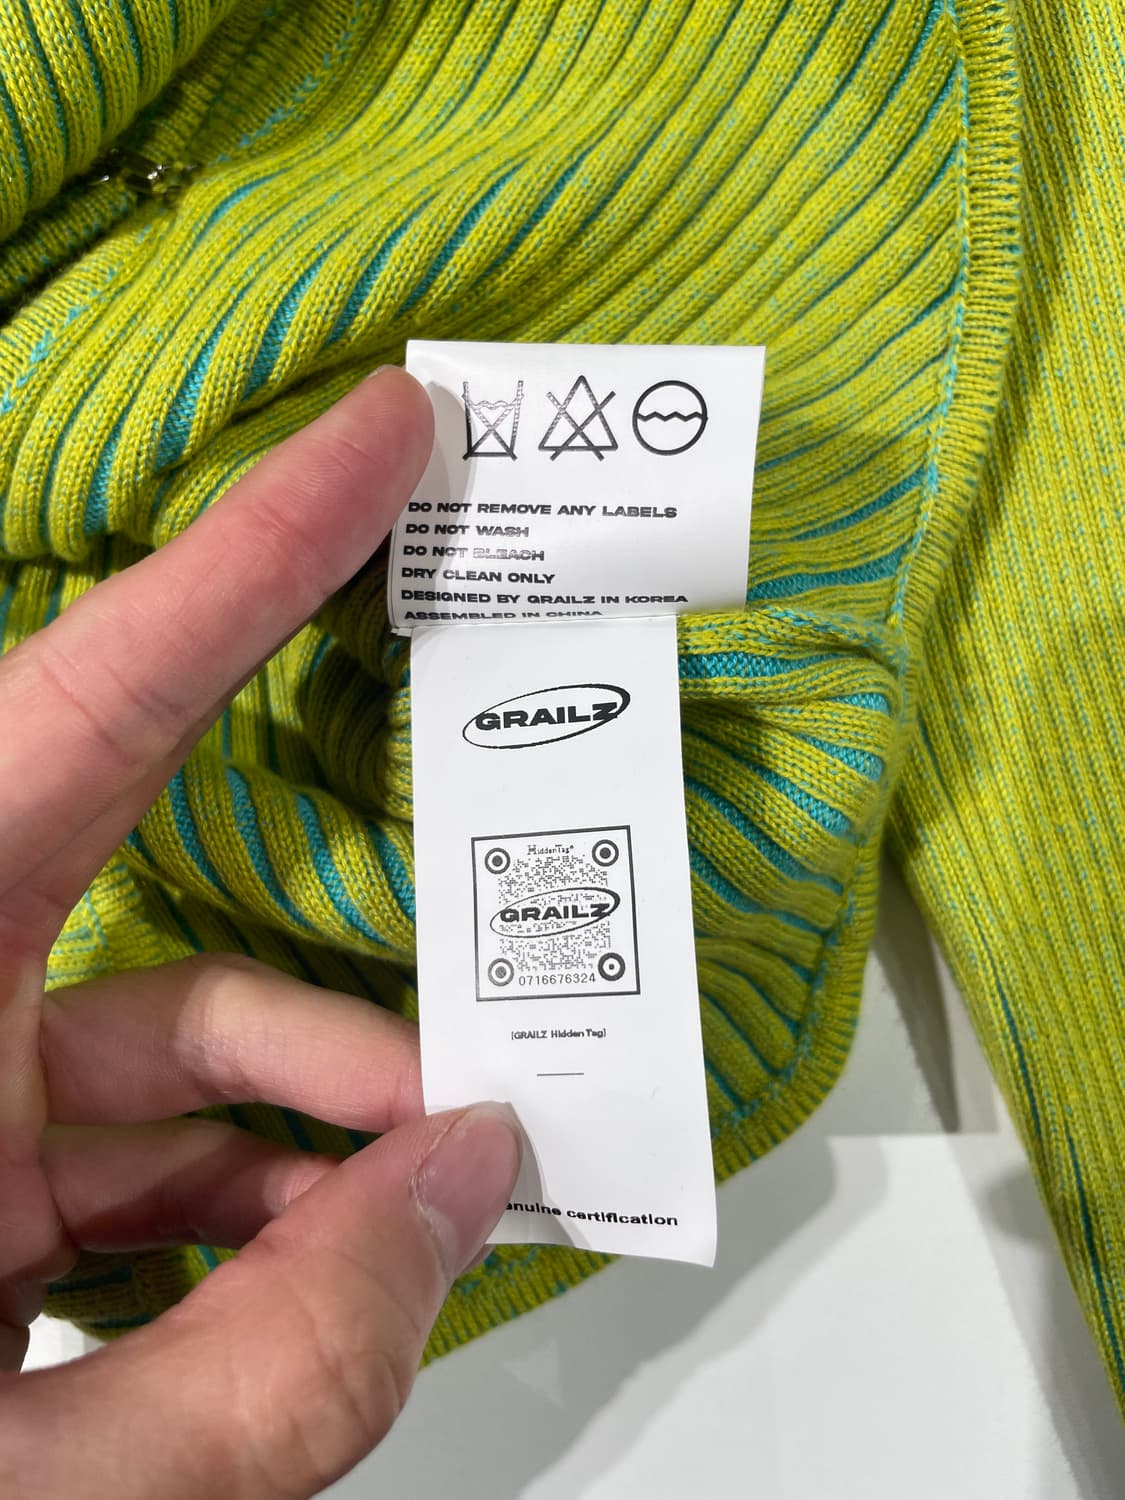 DO NOT REMOVE ANY LABELS
DO NOT WASH
DO NOT BLEACH
DRY CLEAN ONLY
DESIGNED BY GRAILZ IN KOREA
ASSEMBLED IN CHINA
GRAILZ
HiddenTag®
GRAILZ
0716676324
[GRAILZ Hidden Tag]
certification